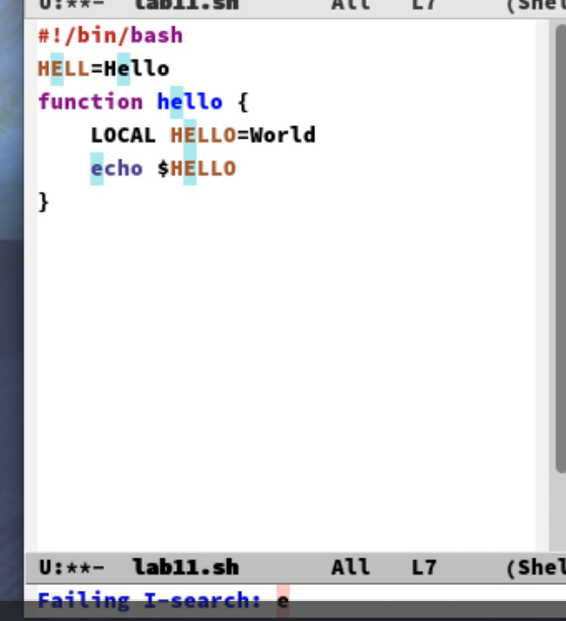 U:**- lab11.sh All L7 (Shel
#!/bin/bash
HELL=Hello
function hello {
    LOCAL HELLO=World
    echo $HELLO
}
U:**- lab11.sh All L7 (Shel
Failing I-search: e